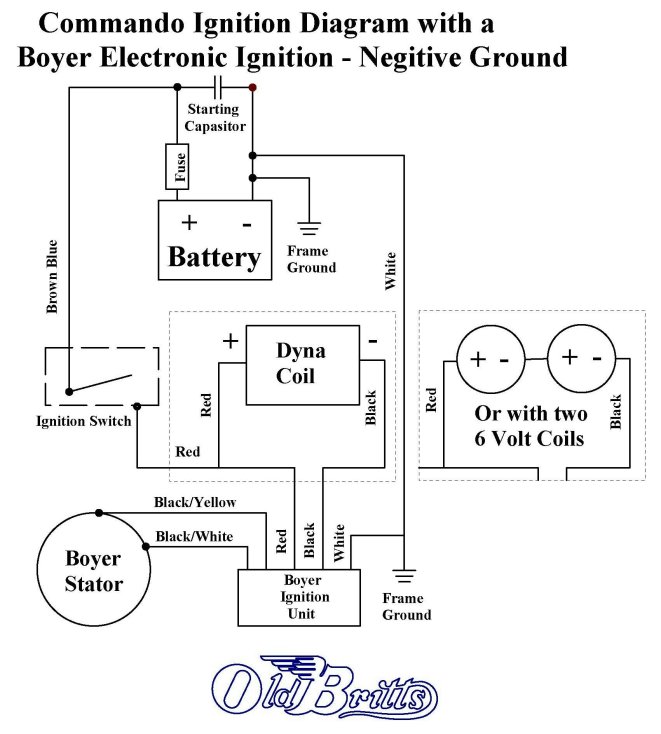 Commando Ignition Diagram with a
Boyer Electronic Ignition - Negitive Ground
Starting
Capasitor
Fuse
+ -
Battery
Frame
Ground
Brown Blue
White
+ -
Dyna
Coil
Red
Black
Ignition Switch
Red
+ - + -
Red
Black
Or with two
6 Volt Coils
Black/Yellow
Black/White
Red
Black
White
Boyer
Stator
Boyer
Ignition
Unit
Frame
Ground
Old Britts